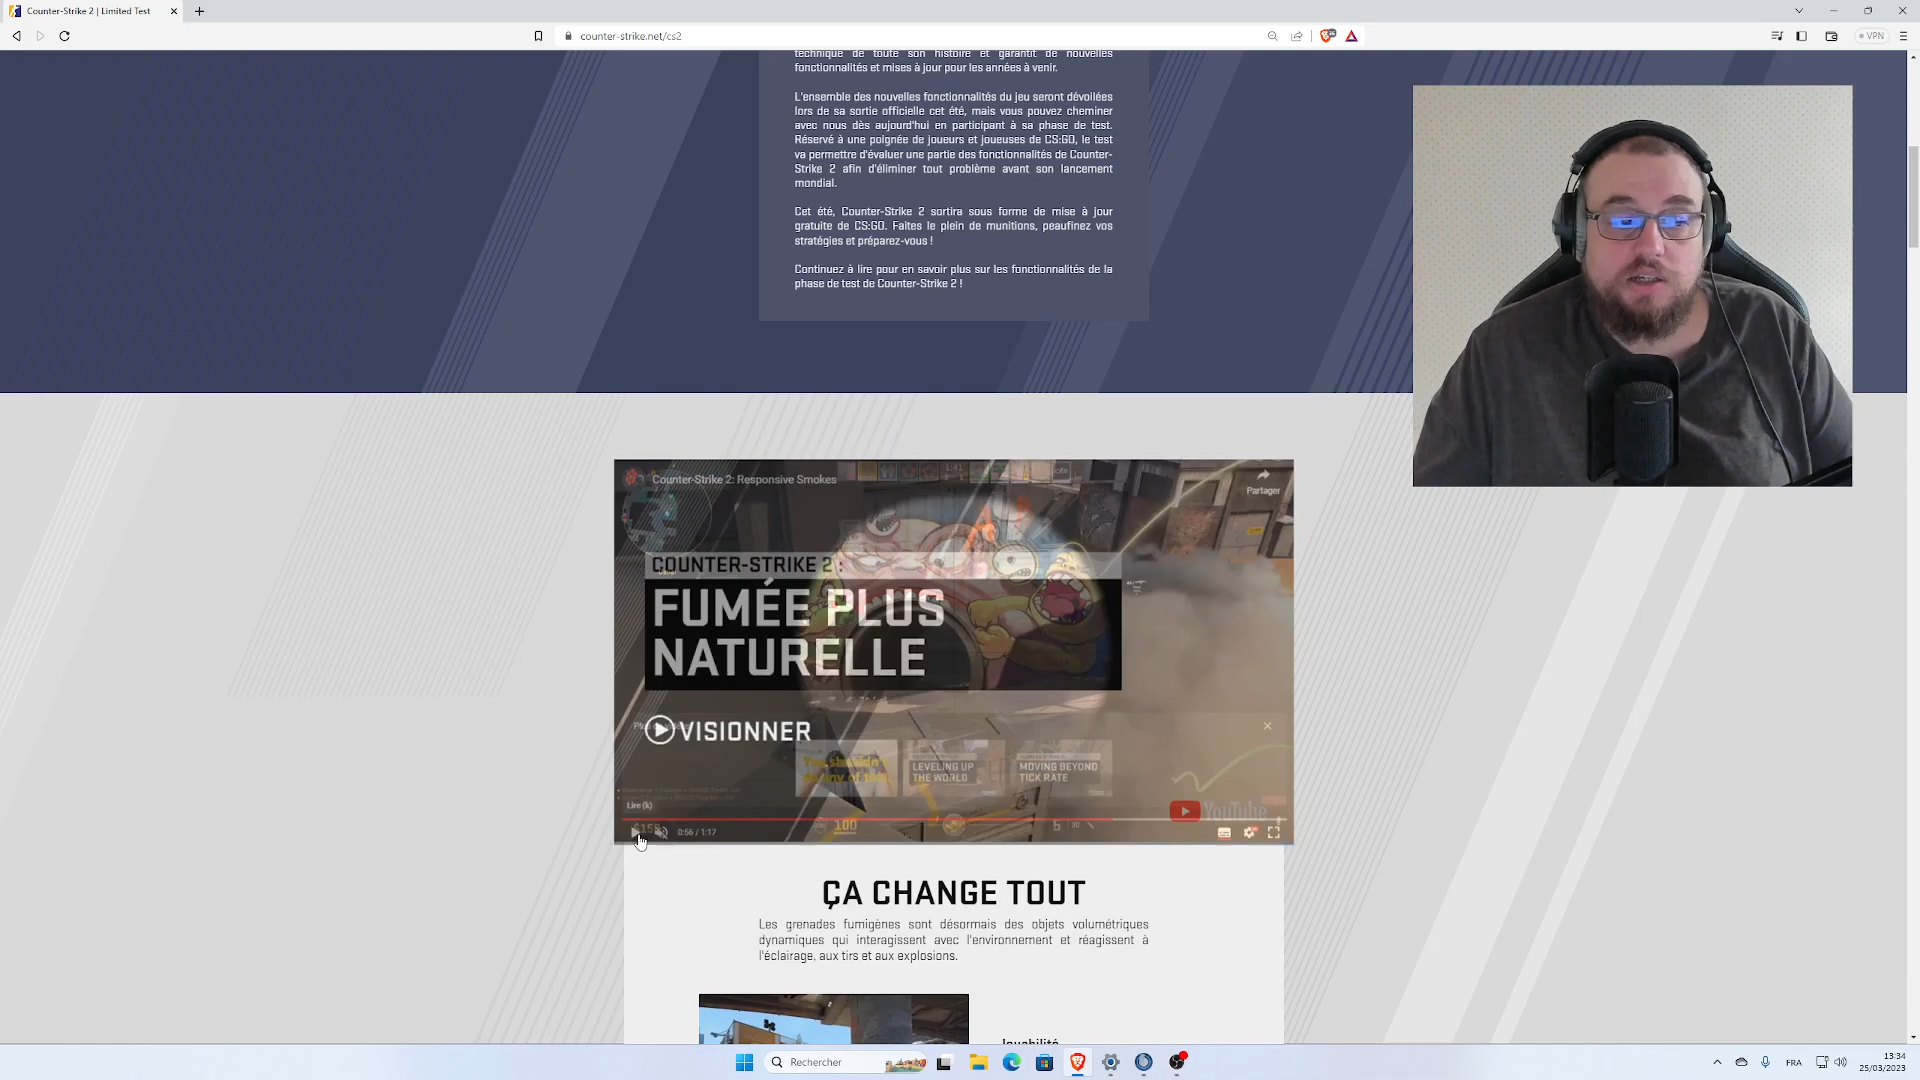 Counter-Strike 2 | Limited Test
counter-strike.net/cs2
VPN
technique de toute son histoire et garantit de nouvelles
fonctionnalités et mises à jour pour les années à venir.
L'ensemble des nouvelles fonctionnalités du jeu seront dévoilées
lors de sa sortie officielle cet été, mais vous pouvez cheminer
avec nous dès aujourd'hui en participant à sa phase de test.
Réservé à une poignée de joueurs et joueuses de CS:GO, le test
va permettre d'évaluer une partie des fonctionnalités de Counter-
Strike 2 afin d'éliminer tout problème avant son lancement
mondial.
Cet été, Counter-Strike 2 sortira sous forme de mise à jour
gratuite de CS:GO. Faites le plein de munitions, peaufinez vos
stratégies et préparez-vous !
Continuez à lire pour en savoir plus sur les fonctionnalités de la
phase de test de Counter-Strike 2 !
Counter-Strike 2: Responsive Smokes
1:41
Partager
COUNTER-STRIKE 2 :
FUMÉE PLUS
NATURELLE
VISIONNER
LEVELING UP
THE WORLD
MOVING BEYOND
TICK RATE
Lire (k)
YouTube
0:56 / 1:17
100
ÇA CHANGE TOUT
Les grenades fumigènes sont désormais des objets volumétriques
dynamiques qui interagissent avec l'environnement et réagissent à
l'éclairage, aux tirs et aux explosions.
Jouabilité
Rechercher
FRA
13:34
25/03/2023